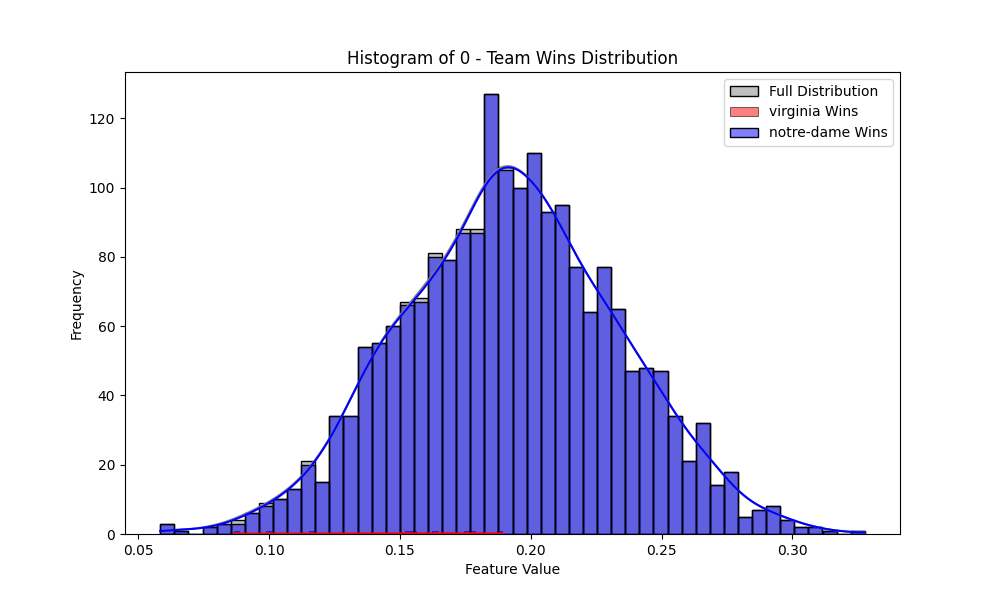 Histogram of 0 - Team Wins Distribution
Full Distribution
virginia Wins
notre-dame Wins
Frequency
120
100
80
60
40
20
0
0.05 0.10 0.15 0.20 0.25 0.30
Feature Value